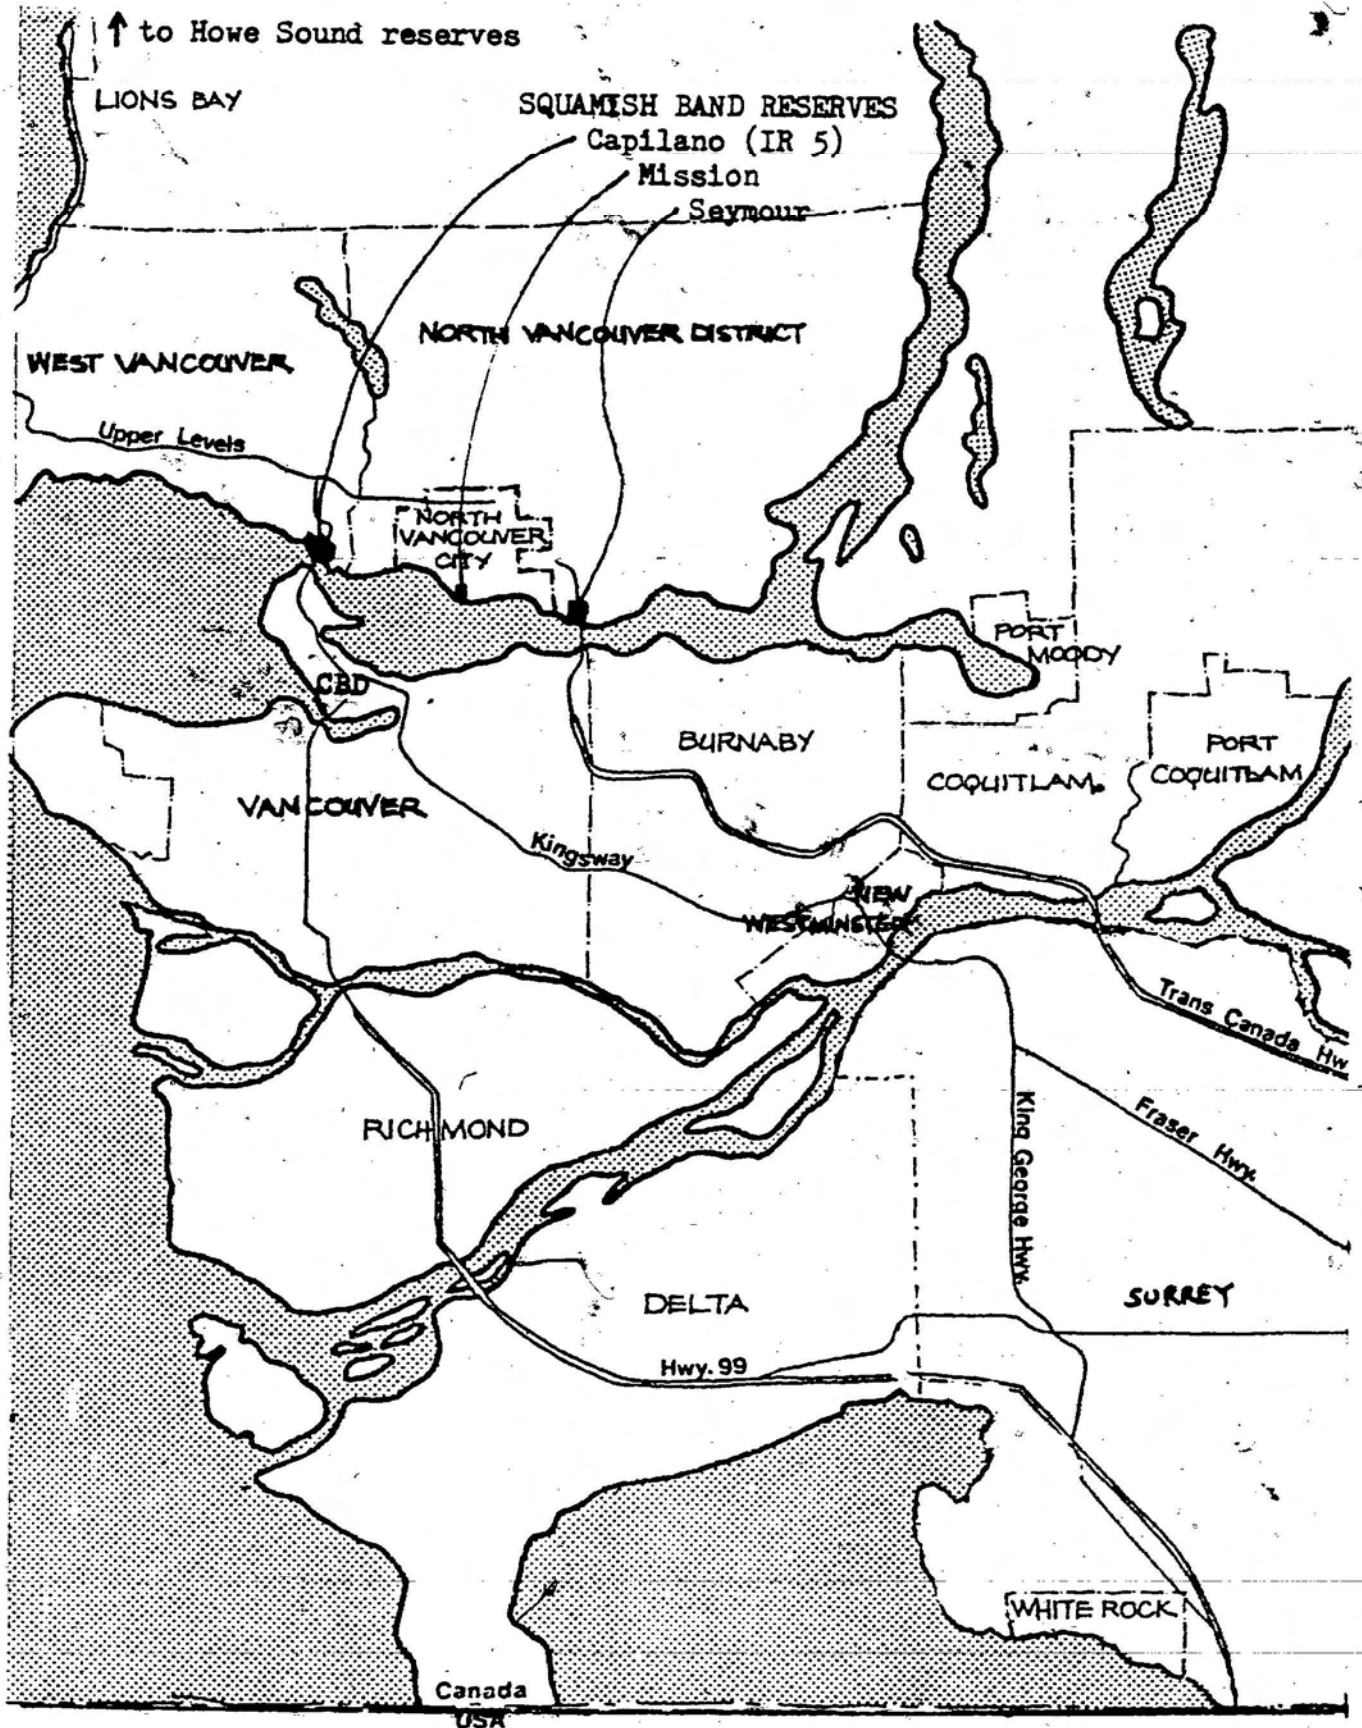 ↑ to Howe Sound reserves
LIONS BAY
SQUAMISH BAND RESERVES
Capilano (IR 5)
Mission
Seymour
NORTH VANCOUVER DISTRICT
WEST VANCOUVER
Upper Levels
NORTH
VANCOUVER
CITY
PORT
MOODY
CBD
BURNABY
PORT
COQUITLAM
COQUITLAM
VANCOUVER
Kingsway
NEW
WESTMINSTER
Trans Canada Hw
RICHMOND
King George Hwy.
Fraser Hwy.
DELTA
SURREY
Hwy. 99
WHITE ROCK
Canada
USA